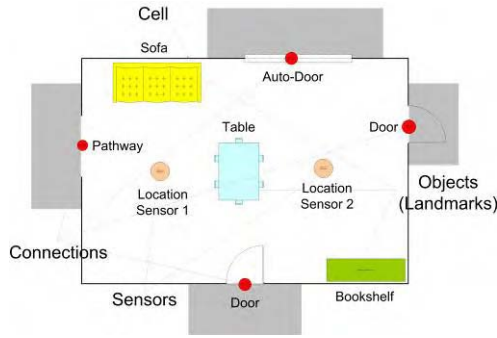 Cell
Sofa
Auto-Door
Door
Table
Pathway
Location
Sensor 1
Location
Sensor 2
Objects
(Landmarks)
Connections
Sensors
Door
Bookshelf